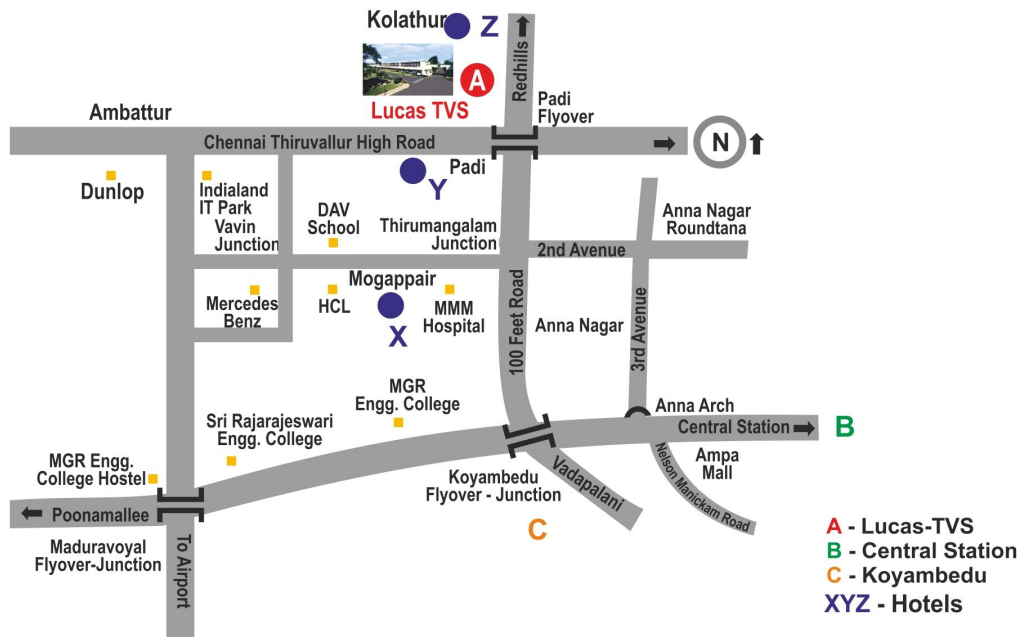 Kolathur
Z
A
Lucas TVS
Redhills
Padi
Flyover
Ambattur
Chennai Thiruvallur High Road
N
Dunlop
Indialand
IT Park
Vavin
Junction
DAV
School
Y
Padi
Thirumangalam
Junction
Anna Nagar
Roundtana
2nd Avenue
Mogappair
Mercedes
Benz
HCL
X
MMM
Hospital
100 Feet Road
Anna Nagar
3rd Avenue
MGR
Engg. College
Sri Rajarajeswari
Engg. College
Anna Arch
Central Station
B
MGR Engg.
College Hostel
Koyambedu
Flyover - Junction
Vadapalani
Nelson Manickam Road
Ampa
Mall
Poonamallee
C
Maduravoyal
Flyover-Junction
To Airport
A - Lucas-TVS
B - Central Station
C - Koyambedu
XYZ - Hotels